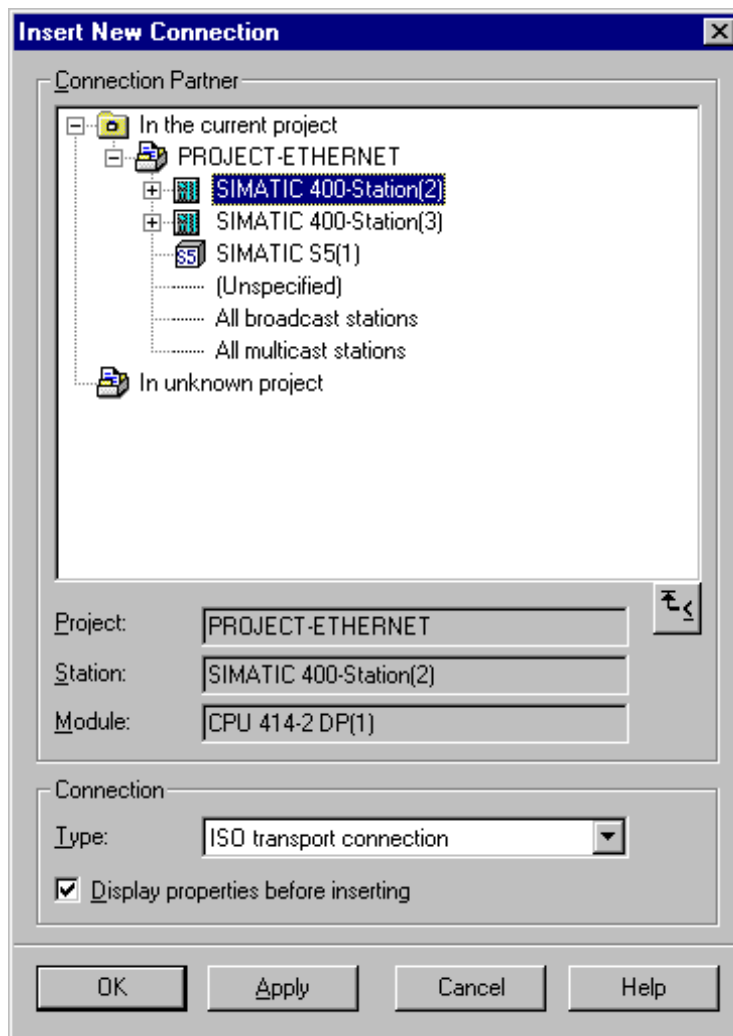 Insert New Connection
Connection Partner
In the current project
PROJECT-ETHERNET
SIMATIC 400-Station(2)
SIMATIC 400-Station(3)
S5 SIMATIC S5(1)
(Unspecified)
All broadcast stations
All multicast stations
In unknown project
Project: PROJECT-ETHERNET
Station: SIMATIC 400-Station(2)
Module: CPU 414-2 DP(1)
Connection
Type: ISO transport connection
Display properties before inserting
OK Apply Cancel Help